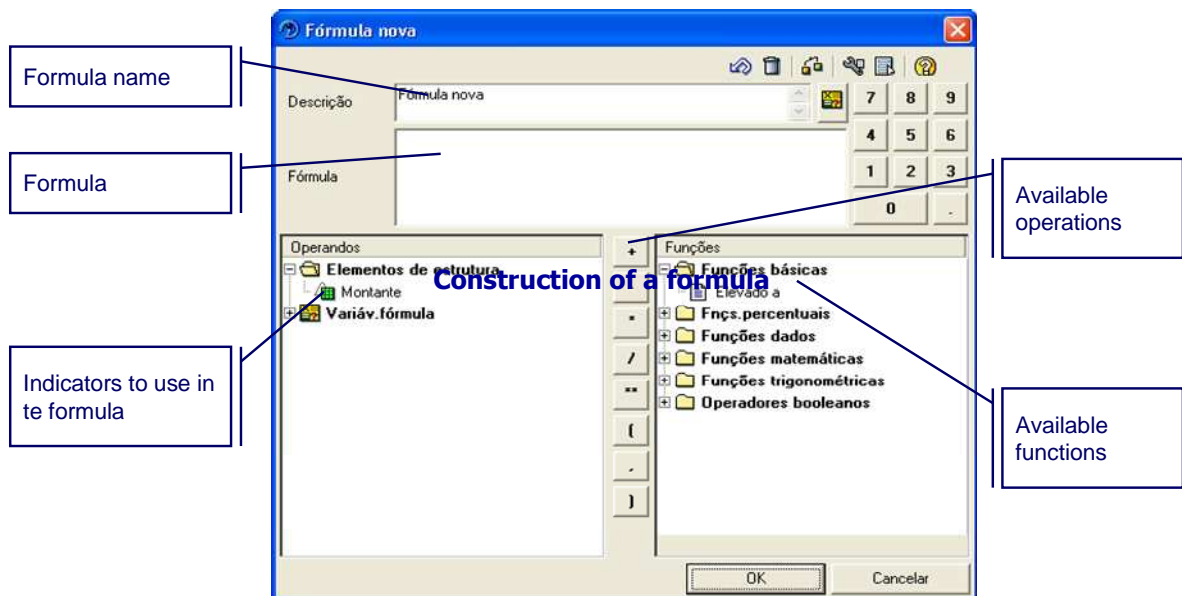 Fórmula nova
Formula name
Descrição
Fórmula nova
7 8 9
4 5 6
Formula
Fórmula
1 2 3
0 .
Available
operations
Operandos
Elementos de estrutura
Montante
Variáv.fórmula
Construction of a formula
+
*
/
**
(
,
)
Funções
Funções básicas
Elevado a
Fnçs.percentuais
Funções dados
Funções matemáticas
Funções trigonométricas
Operadores booleanos
Indicators to use in
te formula
Available
functions
OK
Cancelar